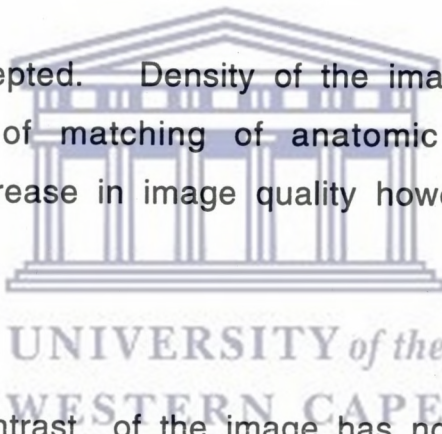 epted. Density of the ima
of matching of anatomic
rease in image quality howe
UNIVERSITY of the
WESTERN CAPE
ntrast of the image has no